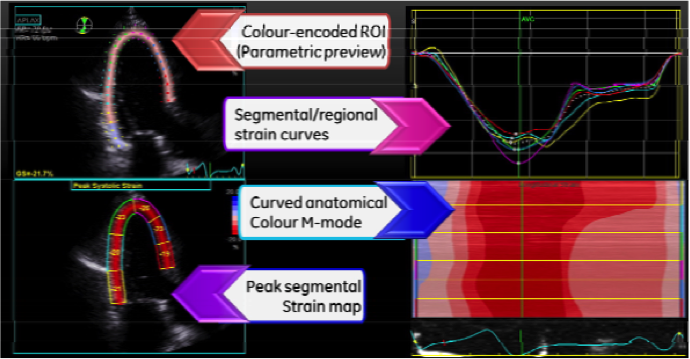 APLAX
Colour-encoded ROI
(Parametric preview)
AVC
Segmental/regional
strain curves
GS=-21.7%
Peak Systolic Strain
Curved anatomical
Colour M-mode
Peak segmental
Strain map